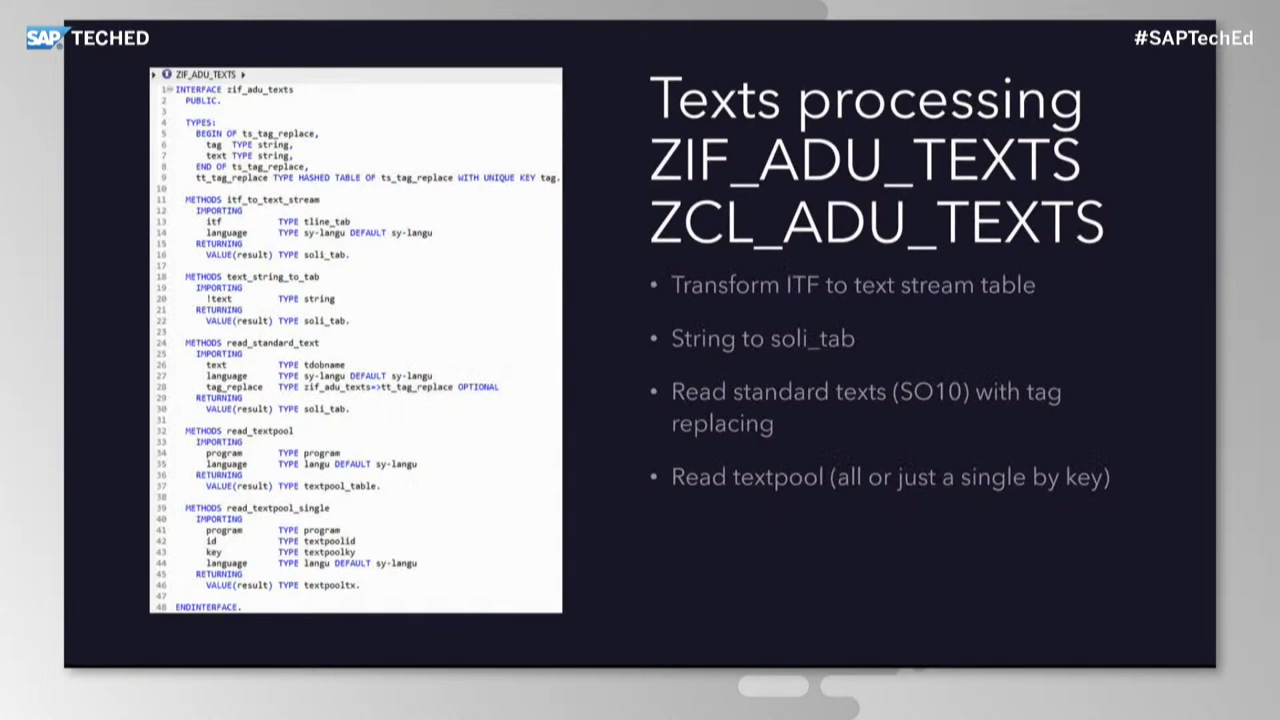 SAP TECHED
#SAPTechEd
ZIF_ADU_TEXTS
1 INTERFACE zif_adu_texts
2 PUBLIC.
3
4 TYPES:
5 BEGIN OF ts_tag_replace,
6 tag TYPE string,
7 text TYPE string,
8 END OF ts_tag_replace,
9 tt_tag_replace TYPE HASHED TABLE OF ts_tag_replace WITH UNIQUE KEY tag.
10
11 METHODS itf_to_text_stream
12 IMPORTING
13 itf TYPE tline_tab
14 language TYPE sy-langu DEFAULT sy-langu
15 RETURNING
16 VALUE(result) TYPE soli_tab.
17
18 METHODS text_string_to_tab
19 IMPORTING
20 !text TYPE string
21 RETURNING
22 VALUE(result) TYPE soli_tab.
23
24 METHODS read_standard_text
25 IMPORTING
26 text TYPE tdobname
27 language TYPE sy-langu DEFAULT sy-langu
28 tag_replace TYPE zif_adu_texts=>tt_tag_replace OPTIONAL
29 RETURNING
30 VALUE(result) TYPE soli_tab.
31
32 METHODS read_textpool
33 IMPORTING
34 program TYPE program
35 language TYPE langu DEFAULT sy-langu
36 RETURNING
37 VALUE(result) TYPE textpool_table.
38
39 METHODS read_textpool_single
40 IMPORTING
41 program TYPE program
42 id TYPE textpoolid
43 key TYPE textpoolky
44 language TYPE langu DEFAULT sy-langu
45 RETURNING
46 VALUE(result) TYPE textpooltx.
47
48 ENDINTERFACE.
Texts processing
ZIF_ADU_TEXTS
ZCL_ADU_TEXTS
• Transform ITF to text stream table
• String to soli_tab
• Read standard texts (SO10) with tag
replacing
• Read textpool (all or just a single by key)